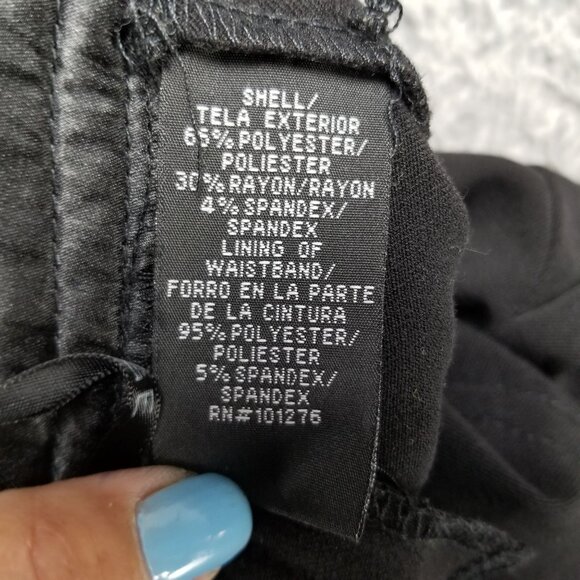 SHELL/
TELA EXTERIOR
65% POLYESTER/
POLIESTER
30% RAYON/RAYON
4% SPANDEX/
SPANDEX
LINING OF
WAISTBAND/
FORRO EN LA PARTE
DE LA CINTURA
95% POLYESTER/
POLIESTER
5% SPANDEX/
SPANDEX
RN#101276